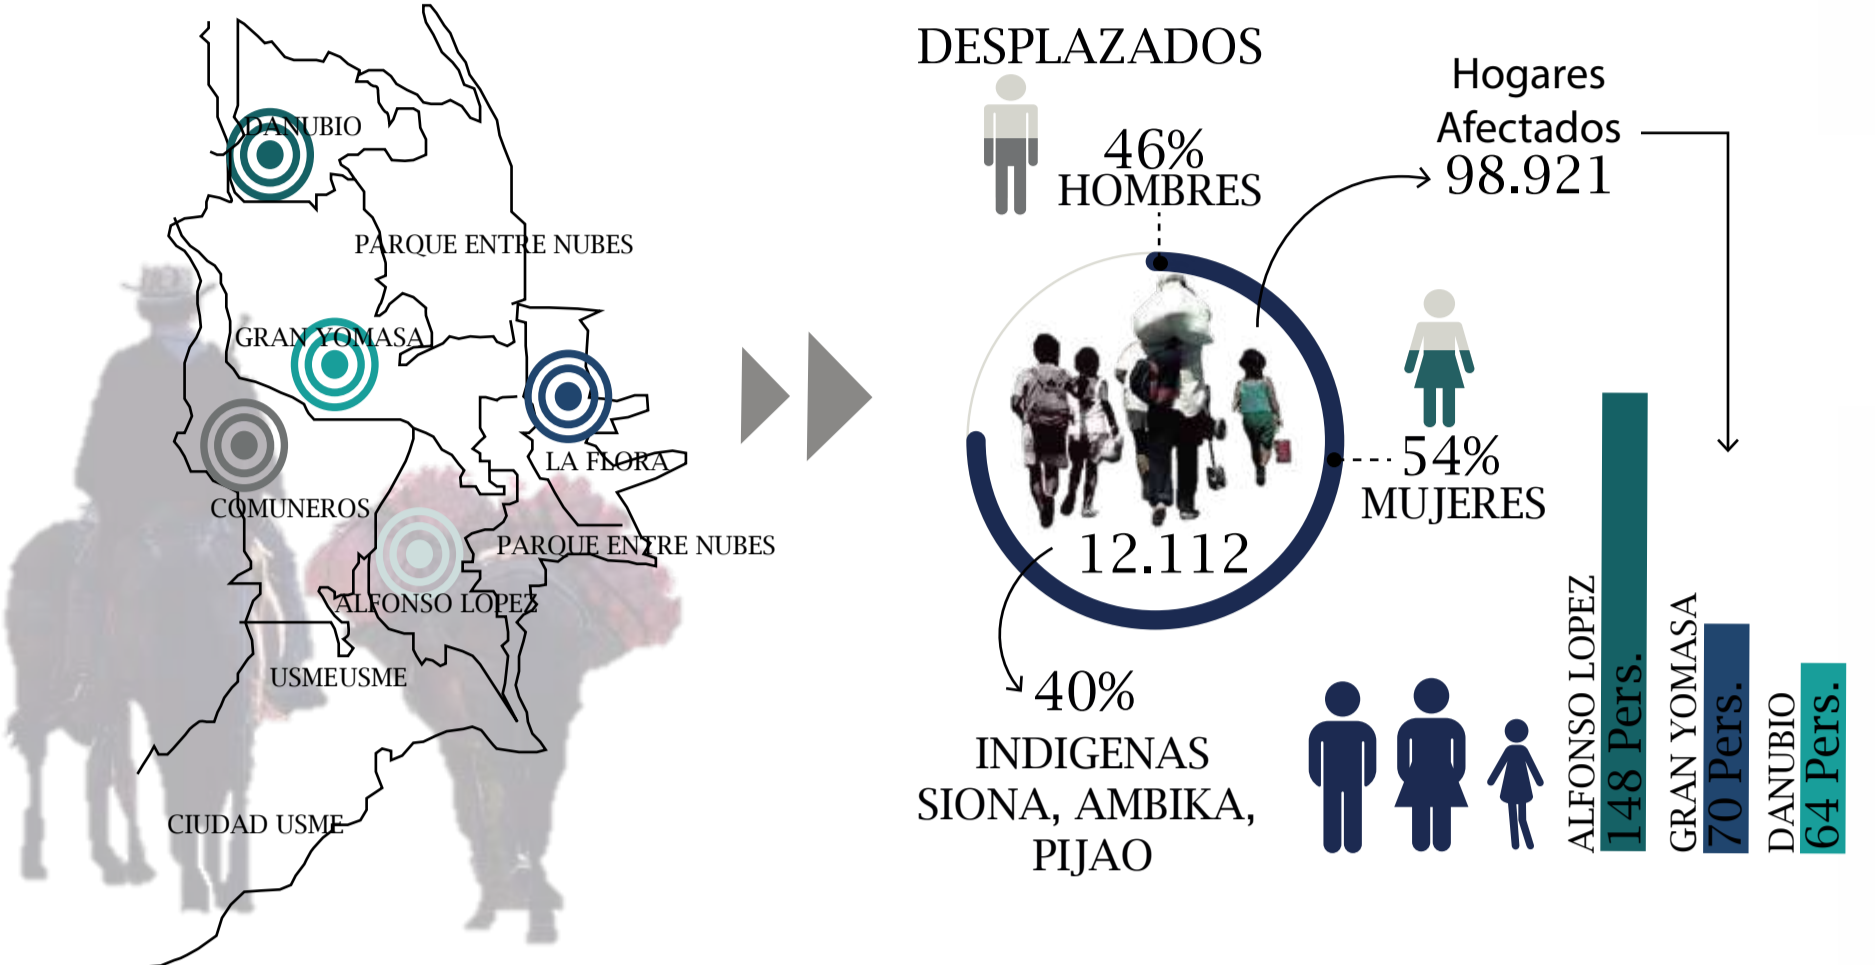 DANUBIO
PARQUE ENTRE NUBES
GRAN YOMASA
LA FLORA
COMUNEROS
PARQUE ENTRE NUBES
ALFONSO LOPEZ
USMEUSME
CIUDAD USME
DESPLAZADOS
46%
HOMBRES
Hogares
Afectados
98.921
54%
MUJERES
12.112
40%
INDIGENAS
SIONA, AMBIKA,
PIJAO
ALFONSO LOPEZ
148 Pers.
GRAN YOMASA
70 Pers.
DANUBIO
64 Pers.